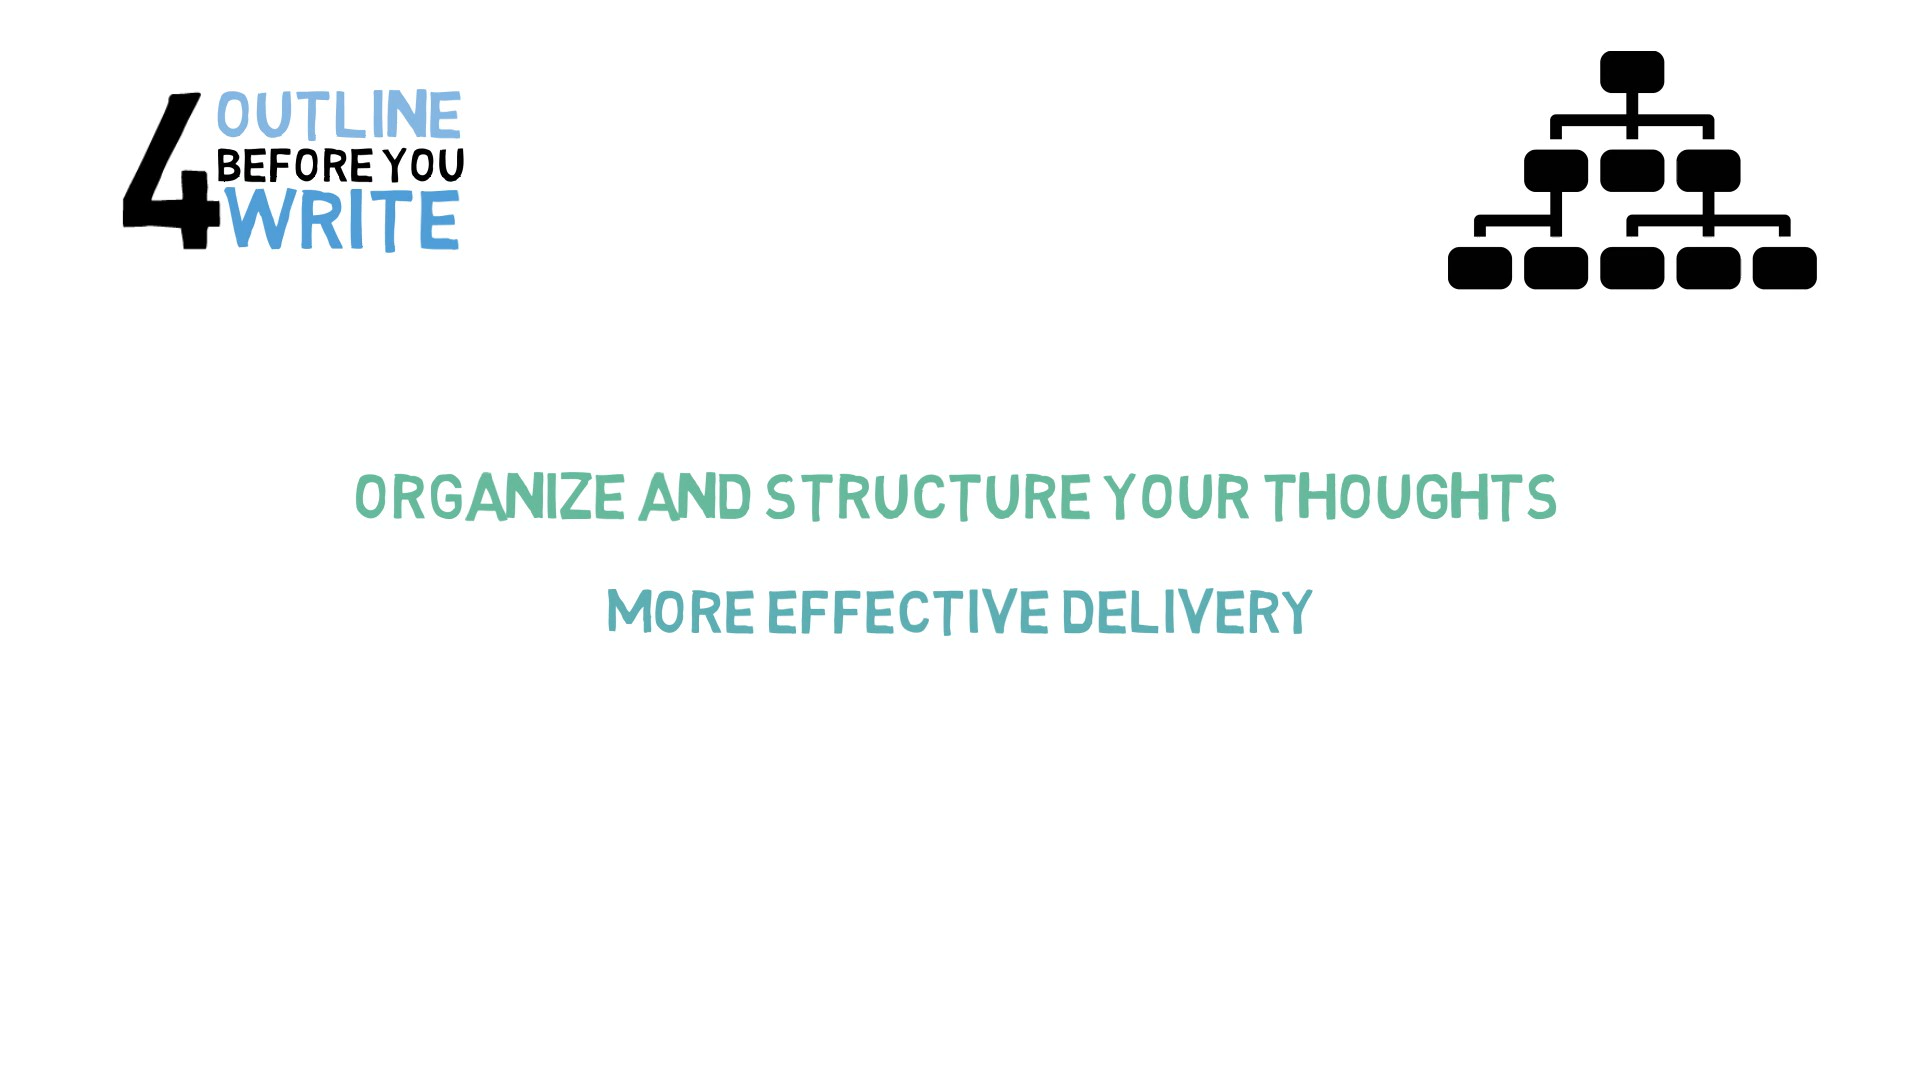 4
OUTLINE
BEFORE YOU
WRITE
ORGANIZE AND STRUCTURE YOUR THOUGHTS
MORE EFFECTIVE DELIVERY